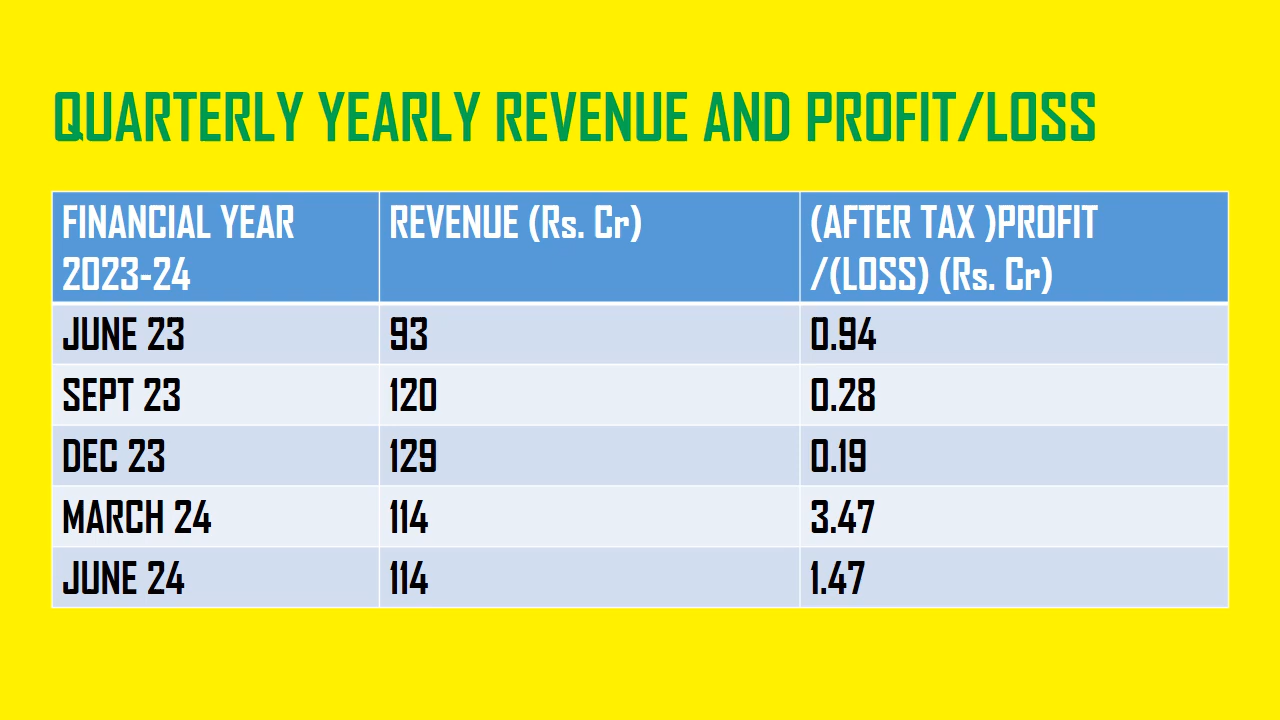 QUARTERLY YEARLY REVENUE AND PROFIT/LOSS
FINANCIAL YEAR 2023-24 REVENUE (Rs. Cr) (AFTER TAX )PROFIT /(LOSS) (Rs. Cr)
JUNE 23 93 0.94
SEPT 23 120 0.28
DEC 23 129 0.19
MARCH 24 114 3.47
JUNE 24 114 1.47